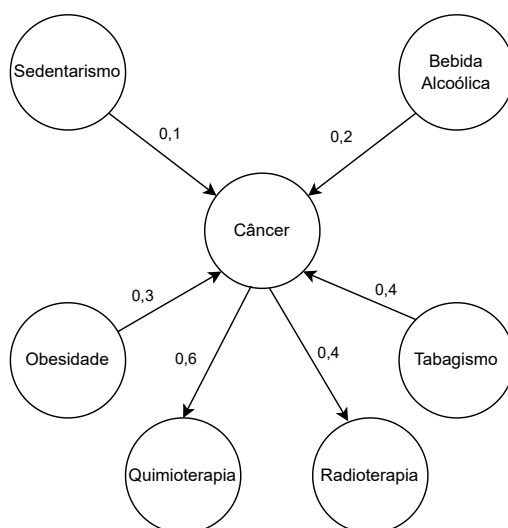 Sedentarismo
Bebida
Alcoólica
0,1
0,2
Câncer
0,3
0,4
Obesidade
0,6
0,4
Tabagismo
Quimioterapia
Radioterapia